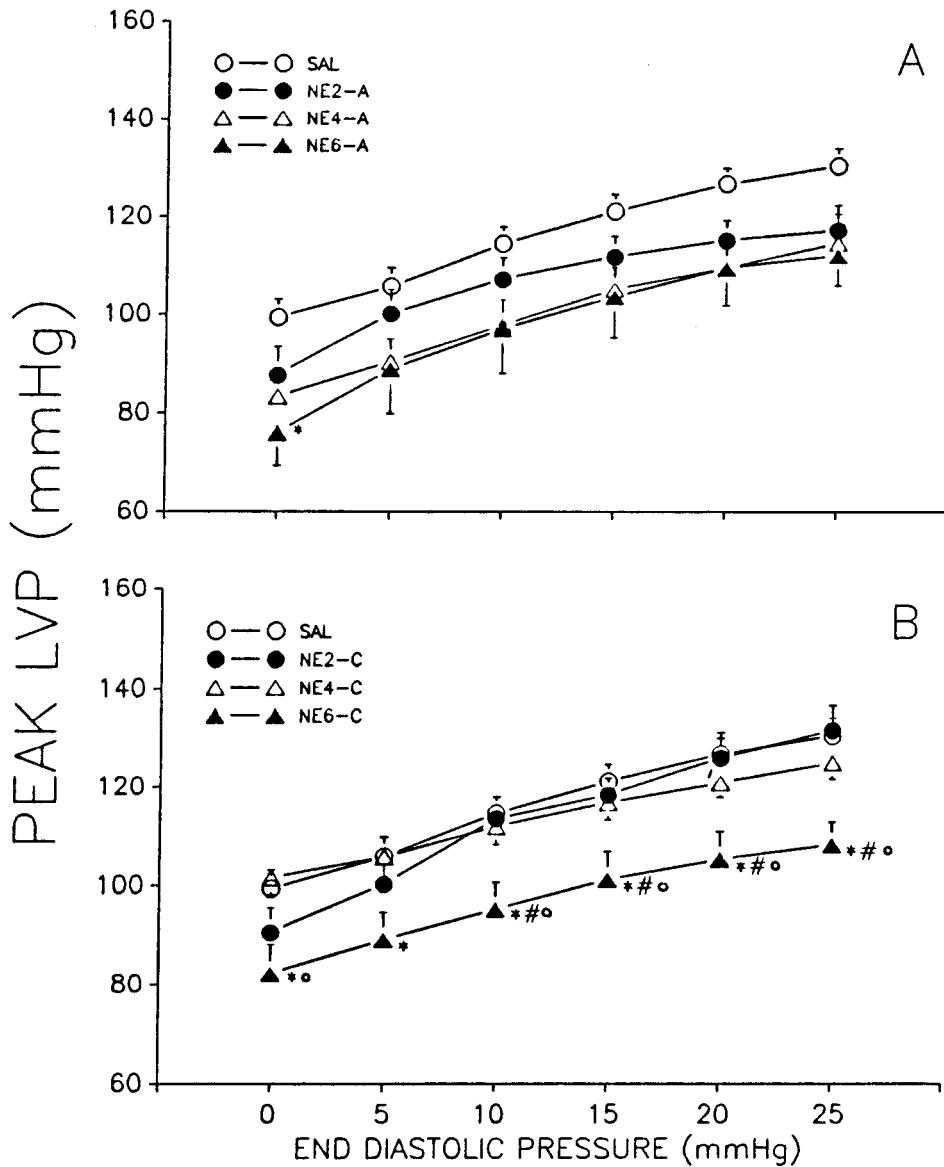 PEAK LVP (mmHg)
A
160
140
120
100
80
60
SAL
NE2-A
NE4-A
NE6-A
*
B
160
140
120
100
80
60
SAL
NE2-C
NE4-C
NE6-C
*o
*
*#o
*#o
*#o
*#o
0 5 10 15 20 25
END DIASTOLIC PRESSURE (mmHg)